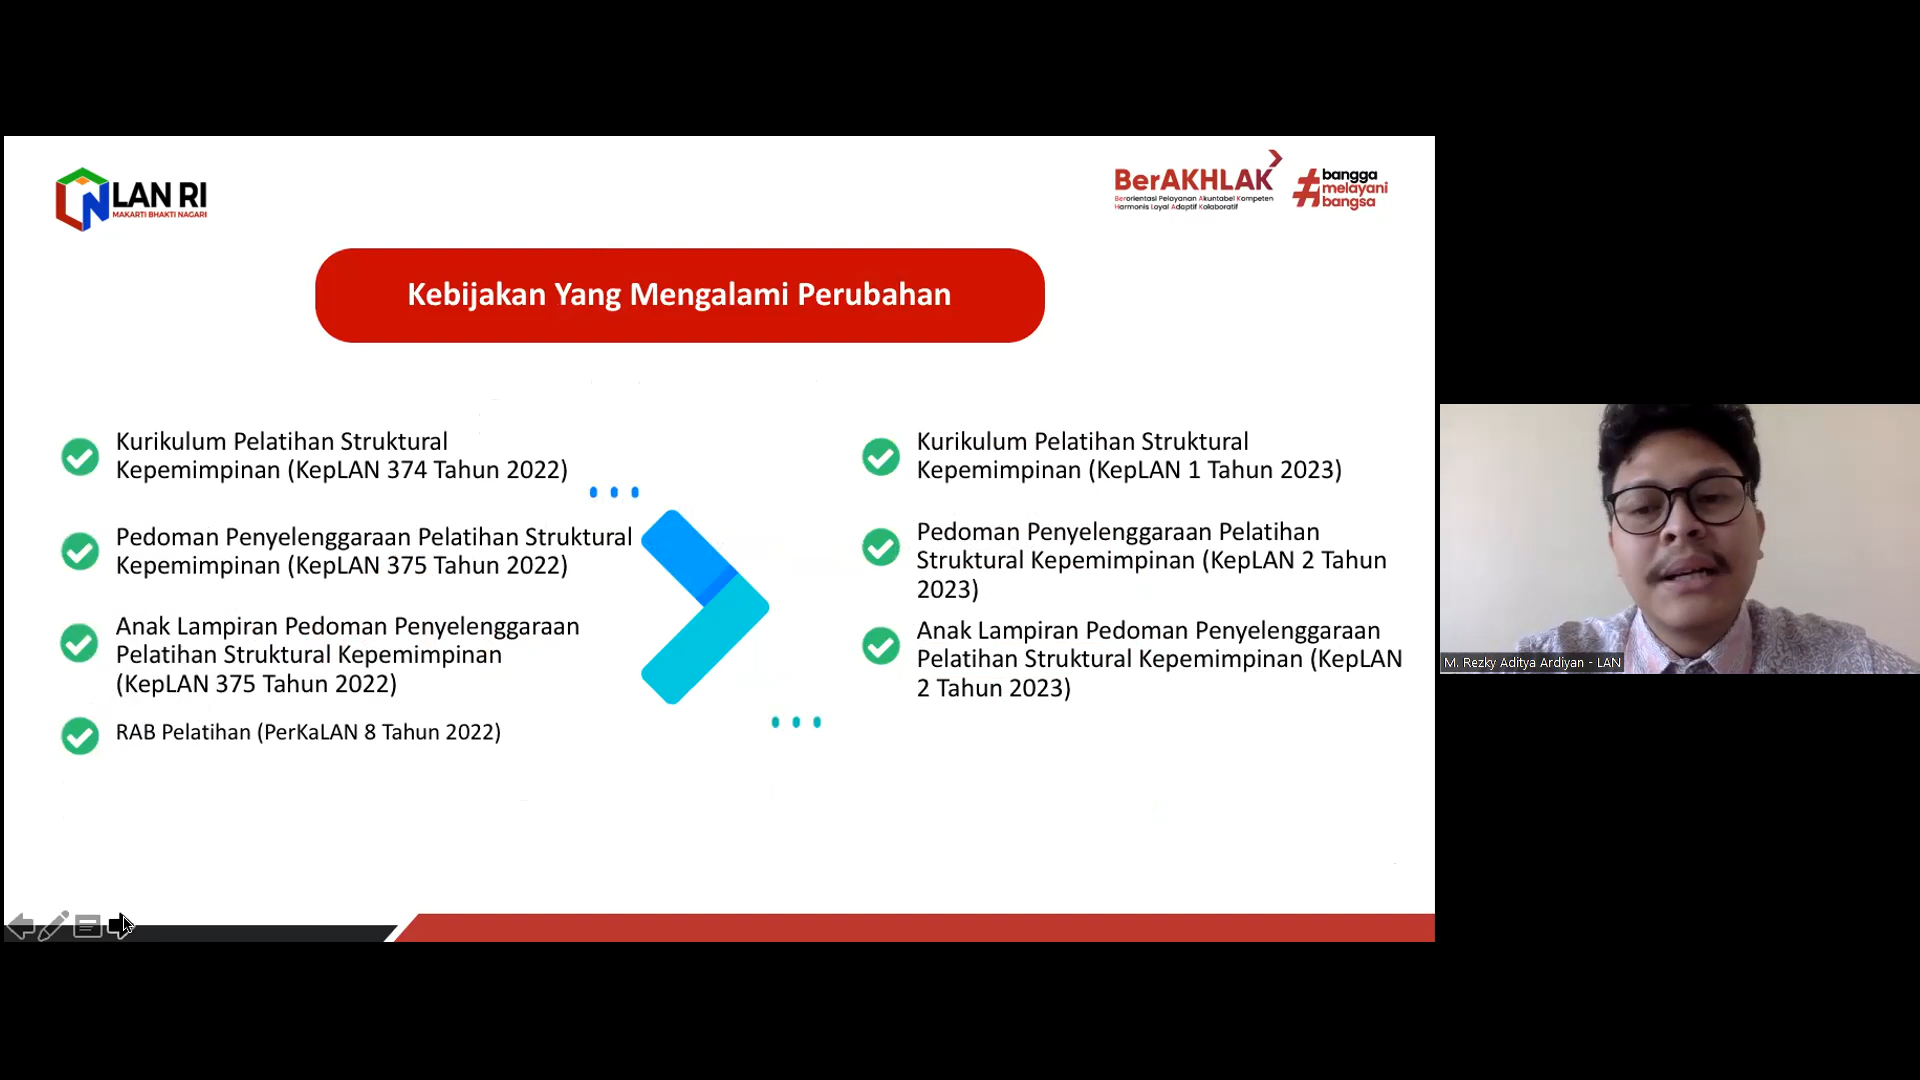 LAN RI
MAKARTI BHAKTI NAGARI
BerAKHLAK
Berorientasi Pelayanan Akuntabel Kompeten
Harmonis Loyal Adaptif Kolaboratif
#bangga
melayani
bangsa
Kebijakan Yang Mengalami Perubahan
Kurikulum Pelatihan Struktural
Kepemimpinan (KepLAN 374 Tahun 2022)
Pedoman Penyelenggaraan Pelatihan Struktural
Kepemimpinan (KepLAN 375 Tahun 2022)
Anak Lampiran Pedoman Penyelenggaraan
Pelatihan Struktural Kepemimpinan
(KepLAN 375 Tahun 2022)
RAB Pelatihan (PerKaLAN 8 Tahun 2022)
Kurikulum Pelatihan Struktural
Kepemimpinan (KepLAN 1 Tahun 2023)
Pedoman Penyelenggaraan Pelatihan
Struktural Kepemimpinan (KepLAN 2 Tahun
2023)
Anak Lampiran Pedoman Penyelenggaraan
Pelatihan Struktural Kepemimpinan (KepLAN
2 Tahun 2023)
M. Rezky Aditya Ardiyan - LAN